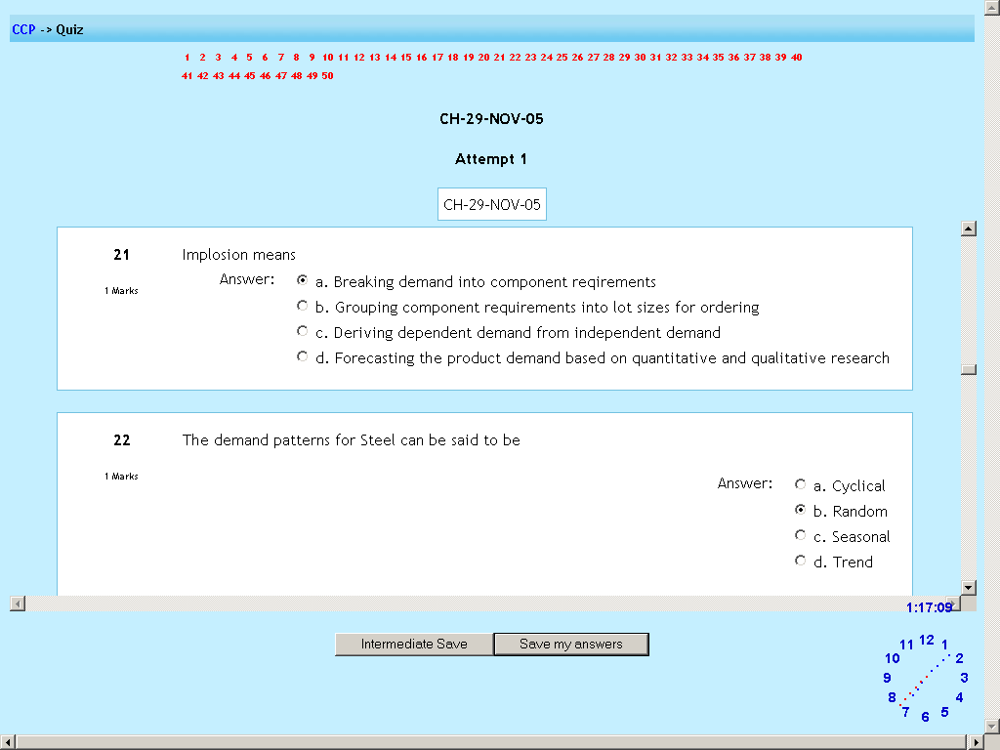 CCP -> Quiz
1 2 3 4 5 6 7 8 9 10 11 12 13 14 15 16 17 18 19 20 21 22 23 24 25 26 27 28 29 30 31 32 33 34 35 36 37 38 39 40
41 42 43 44 45 46 47 48 49 50
CH-29-NOV-05
Attempt 1
CH-29-NOV-05
21 Implosion means
1 Marks
Answer:
a. Breaking demand into component reqirements
b. Grouping component requirements into lot sizes for ordering
c. Deriving dependent demand from independent demand
d. Forecasting the product demand based on quantitative and qualitative research
22 The demand patterns for Steel can be said to be
1 Marks
Answer:
a. Cyclical
b. Random
c. Seasonal
d. Trend
1:17:09
Intermediate Save Save my answers
12 1 2 3 4 5 6 7 8 9 10 11